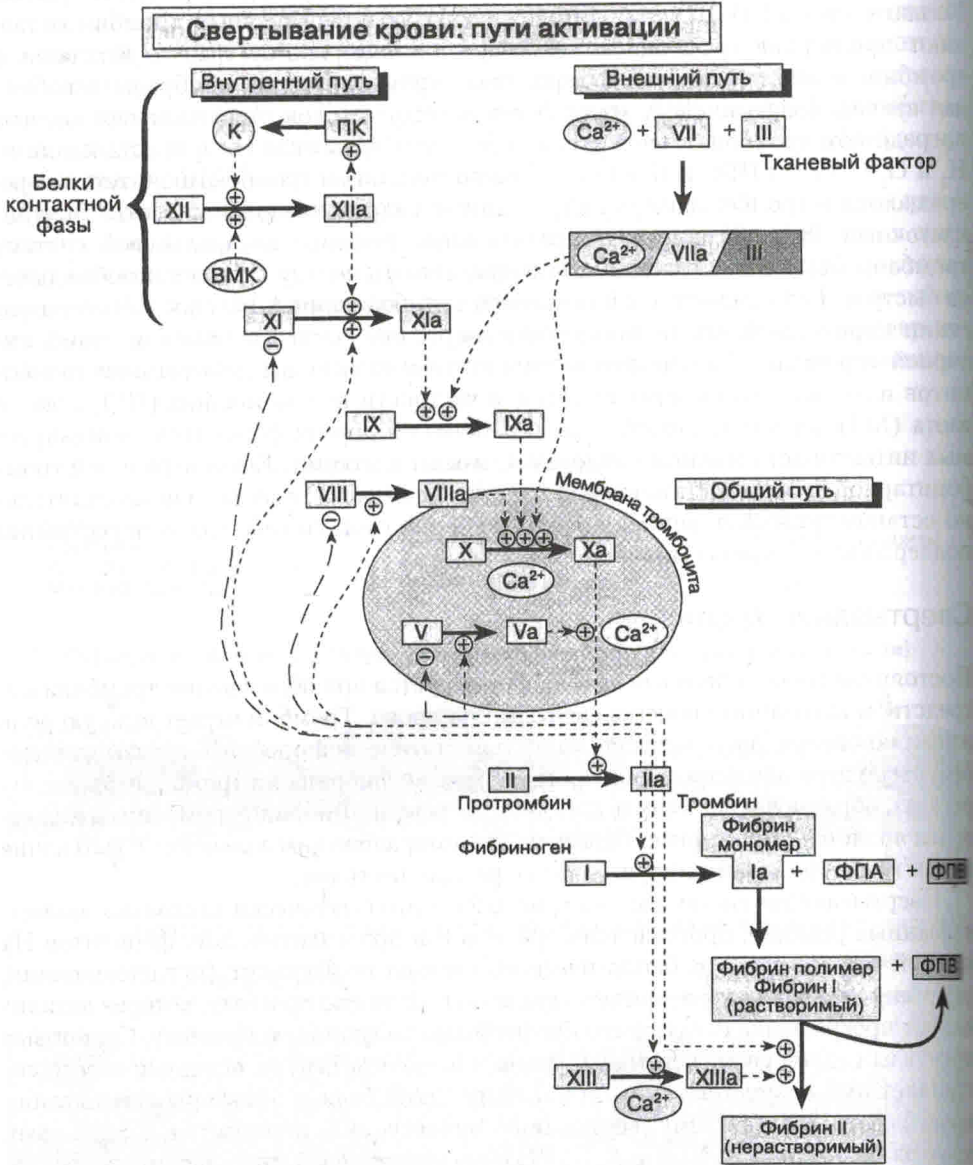 Свертывание крови: пути активации
Внутренний путь
Внешний путь
К
ПК
Ca²⁺ + VII + III
Тканевый фактор
Белки
контактной
фазы
XII
XIIa
ВМК
Ca²⁺
VIIa
III
XI
XIa
IX
IXa
VIII
VIIIa
Мембрана тромбоцита
Общий путь
X
Xa
Ca²⁺
V
Va
Ca²⁺
II
IIa
Протромбин
Тромбин
Фибриноген
Фибрин
мономер
I
Ia + ФПА + ФПВ
Фибрин полимер
Фибрин I
(растворимый)
+ ФПВ
XIII
XIIIa
Ca²⁺
Фибрин II
(нерастворимый)